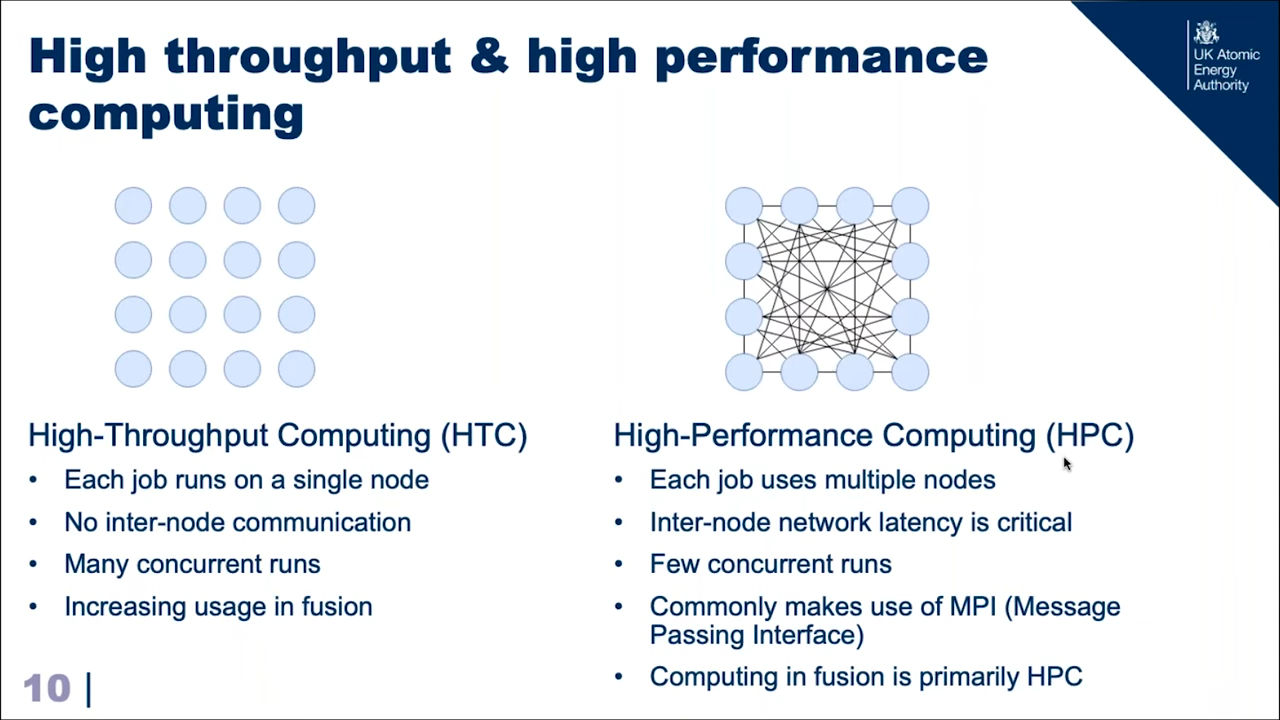 High throughput & high performance
computing
UK Atomic
Energy
Authority
High-Throughput Computing (HTC)
• Each job runs on a single node
• No inter-node communication
• Many concurrent runs
• Increasing usage in fusion
High-Performance Computing (HPC)
• Each job uses multiple nodes
• Inter-node network latency is critical
• Few concurrent runs
• Commonly makes use of MPI (Message
Passing Interface)
• Computing in fusion is primarily HPC
10 |